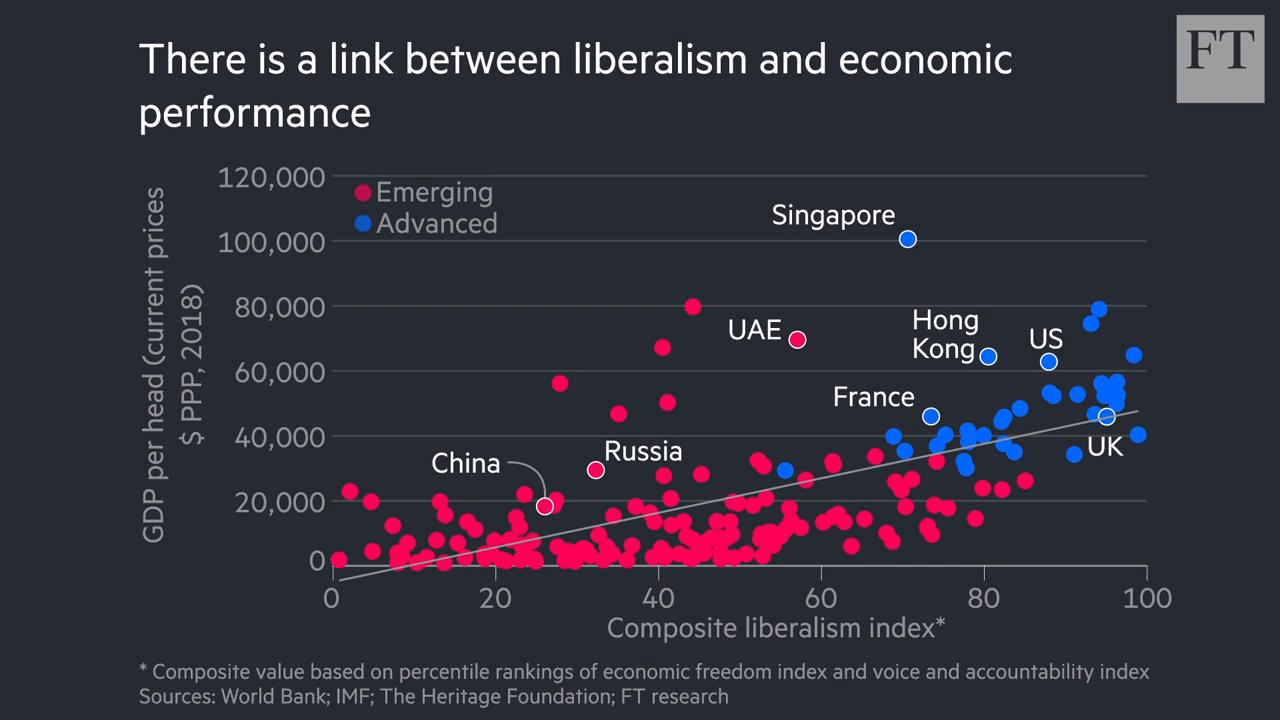 There is a link between liberalism and economic
performance
FT
GDP per head (current prices
$ PPP, 2018)
120,000
100,000
80,000
60,000
40,000
20,000
0
Emerging
Advanced
Singapore
UAE
Hong
Kong
US
France
UK
Russia
China
0
20
40
60
80
100
Composite liberalism index*
* Composite value based on percentile rankings of economic freedom index and voice and accountability index
Sources: World Bank; IMF; The Heritage Foundation; FT research